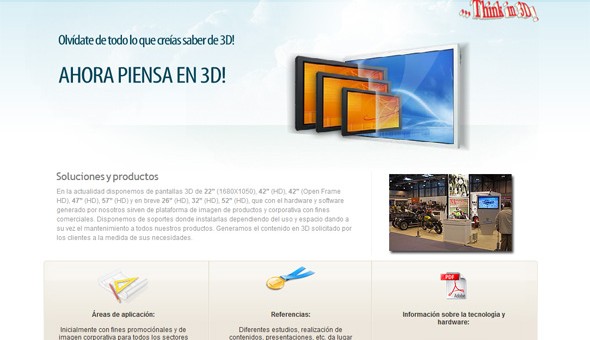 ...Think in 3D!
Olvídate de todo lo que creías saber de 3D!
AHORA PIENSA EN 3D!
Soluciones y productos
En la actualidad disponemos de pantallas 3D de 22" (1680X1050), 42" (HD), 42" (Open Frame
HD), 47" (HD), 57" (HD) y en breve 26" (HD), 32" (HD), 52" (HD), que con el hardware y software
generado por nosotros sirven de plataforma de imagen de productos y corporativa con fines
comerciales. Disponemos de soportes donde instalarlas dependiendo del uso y espacio dando a
su vez el mantenimiento a todos nuestros productos. Generamos el contenido en 3D solicitado por
los clientes a la medida de sus necesidades.
PDF
Adobe
Áreas de aplicación:
Inicialmente con fines promociónales y de
imagen corporativa para todos los sectores
Referencias:
Diferentes estudios, realización de
contenidos, presentaciones, etc. da lugar
Información sobre la tecnología y
hardware: